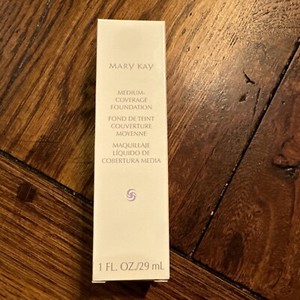 MARY KAY®
MEDIUM-
COVERAGE
FOUNDATION
FOND DE TEINT
COUVERTURE
MOYENNE
MAQUILLAJE
LÍQUIDO DE
COBERTURA MEDIA
1 FL. OZ./29 mL